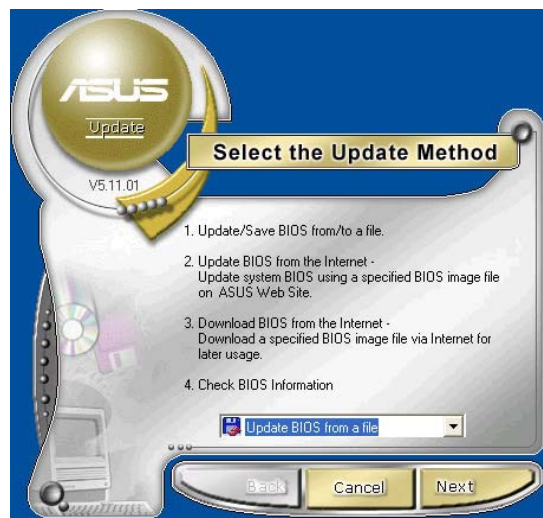 ASUS
Update
V5.11.01
Select the Update Method
1. Update/Save BIOS from/to a file.
2. Update BIOS from the Internet -
Update system BIOS using a specified BIOS image file
on ASUS Web Site.
3. Download BIOS from the Internet -
Download a specified BIOS image file via Internet for
later usage.
4. Check BIOS Information
Update BIOS from a file
Back
Cancel
Next